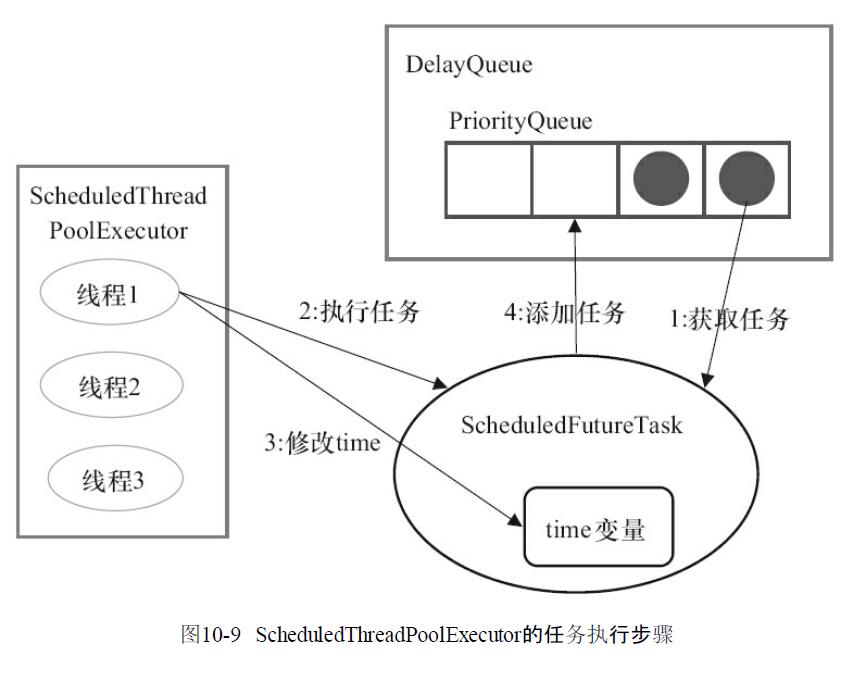 DelayQueue
PriorityQueue
ScheduledThread
PoolExecutor
线程1
线程2
线程3
2:执行任务
4:添加任务
1:获取任务
3:修改time
ScheduledFutureTask
time变量
图10-9 ScheduledThreadPoolExecutor的任务执行步骤